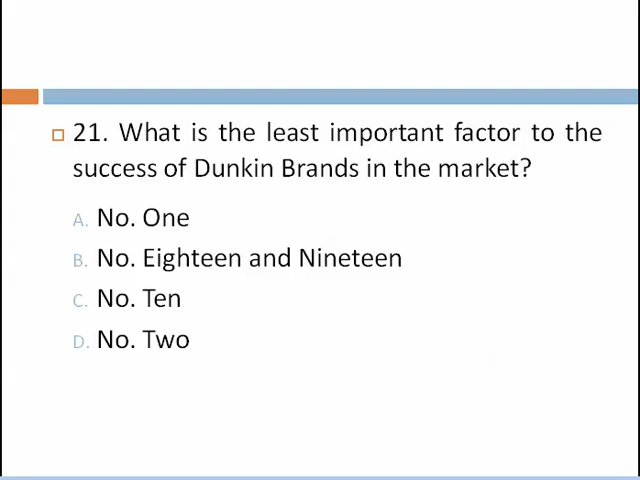 21. What is the least important factor to the
success of Dunkin Brands in the market?
A. No. One
B. No. Eighteen and Nineteen
C. No. Ten
D. No. Two